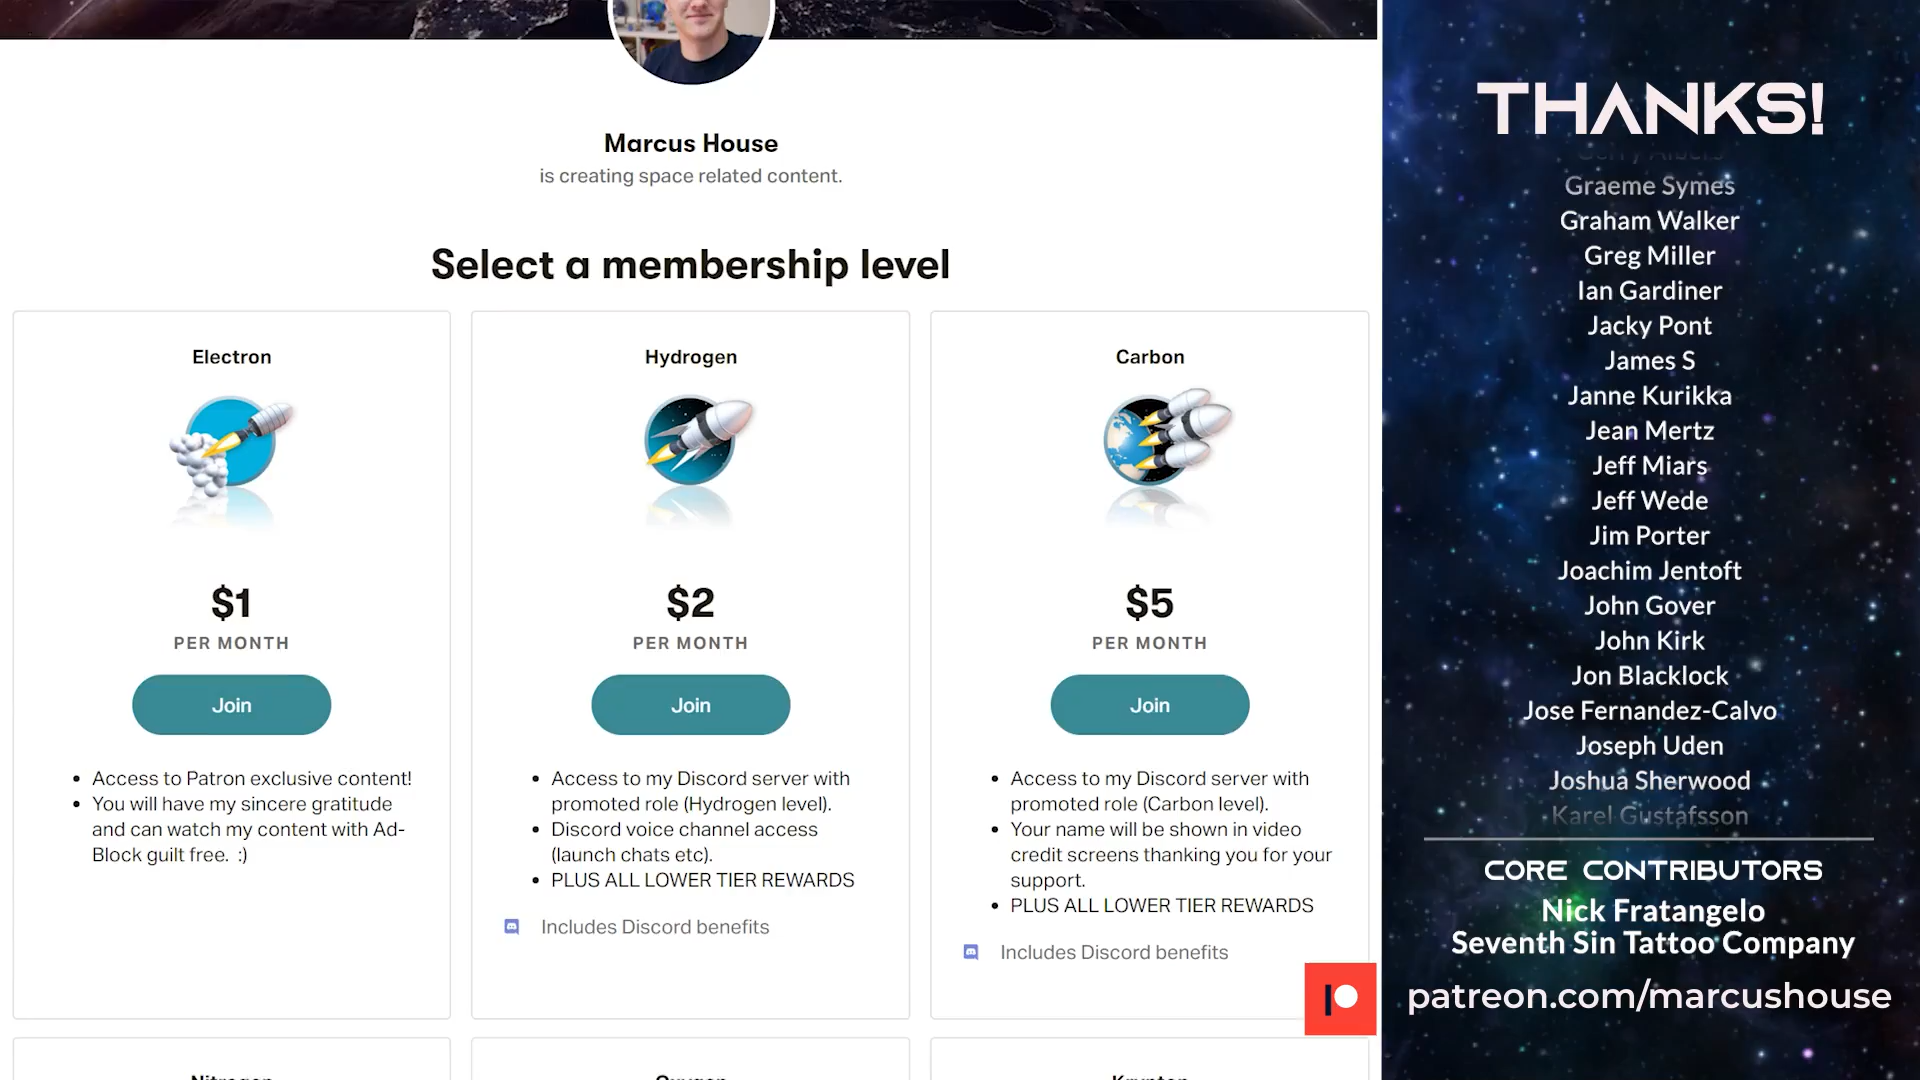 Marcus House
is creating space related content.
Select a membership level
Electron
$1
PER MONTH
Join
• Access to Patron exclusive content!
• You will have my sincere gratitude
and can watch my content with Ad-
Block guilt free. :)
Hydrogen
$2
PER MONTH
Join
• Access to my Discord server with
promoted role (Hydrogen level).
• Discord voice channel access
(launch chats etc).
• PLUS ALL LOWER TIER REWARDS
Includes Discord benefits
Carbon
$5
PER MONTH
Join
• Access to my Discord server with
promoted role (Carbon level).
• Your name will be shown in video
credit screens thanking you for your
support.
• PLUS ALL LOWER TIER REWARDS
Includes Discord benefits
THANKS!
Graeme Symes
Graham Walker
Greg Miller
Ian Gardiner
Jacky Pont
James S
Janne Kurikka
Jean Mertz
Jeff Miars
Jeff Wede
Jim Porter
Joachim Jentoft
John Gover
John Kirk
Jon Blacklock
Jose Fernandez-Calvo
Joseph Uden
Joshua Sherwood
Karel Gustafsson
CORE CONTRIBUTORS
Nick Fratangelo
Seventh Sin Tattoo Company
patreon.com/marcushouse